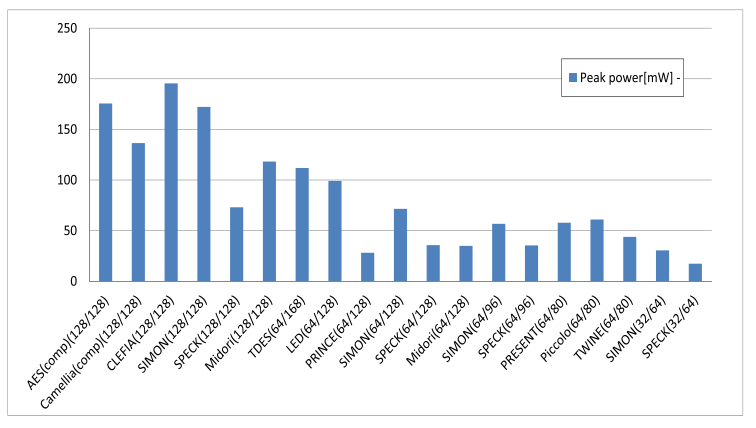 250
200
150
100
50
0
Peak power[mW] -
AES(comp)(128/128)
Camellia(comp)(128/128)
CLEFIA(128/128)
SIMON(128/128)
SPECK(128/128)
Midori(128/128)
TDES(64/168)
LED(64/128)
PRINCE(64/128)
SIMON(64/128)
SPECK(64/128)
Midori(64/128)
SIMON(64/96)
SPECK(64/96)
PRESENT(64/80)
Piccolo(64/80)
TWINE(64/80)
SIMON(32/64)
SPECK(32/64)